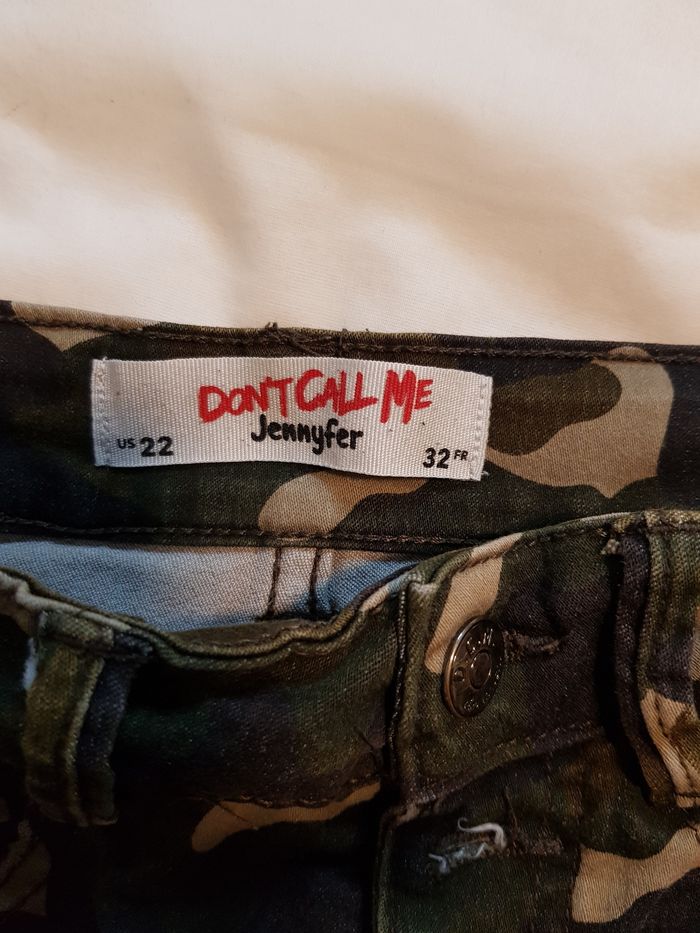 DON'T CALL ME
Jennyfer
US 22
32 FR